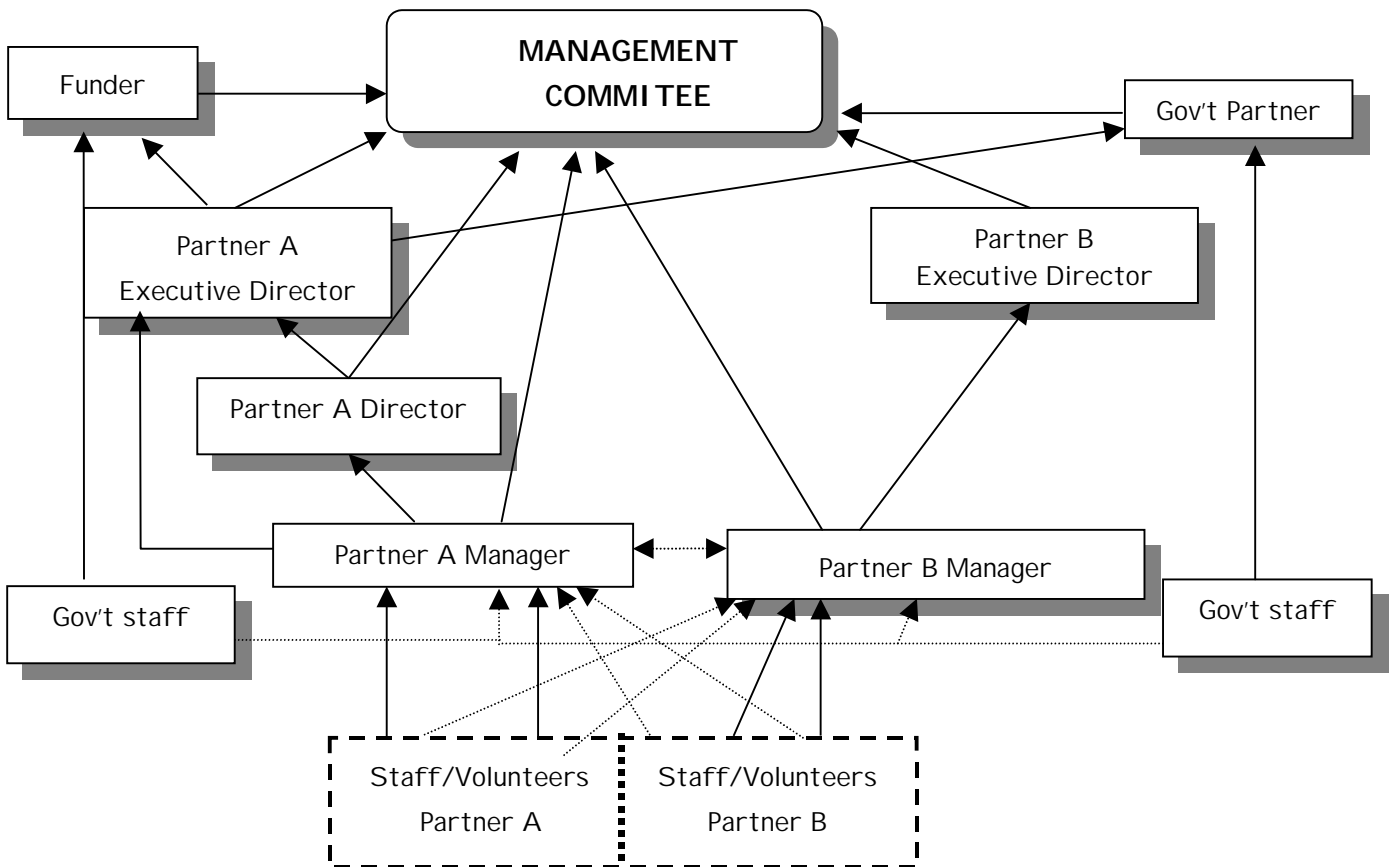 MANAGEMENT
COMMITEE
Funder
Gov't Partner
Partner A
Executive Director
Partner B
Executive Director
Partner A Director
Partner A Manager
Partner B Manager
Gov't staff
Gov't staff
Staff/Volunteers
Partner A
Staff/Volunteers
Partner B